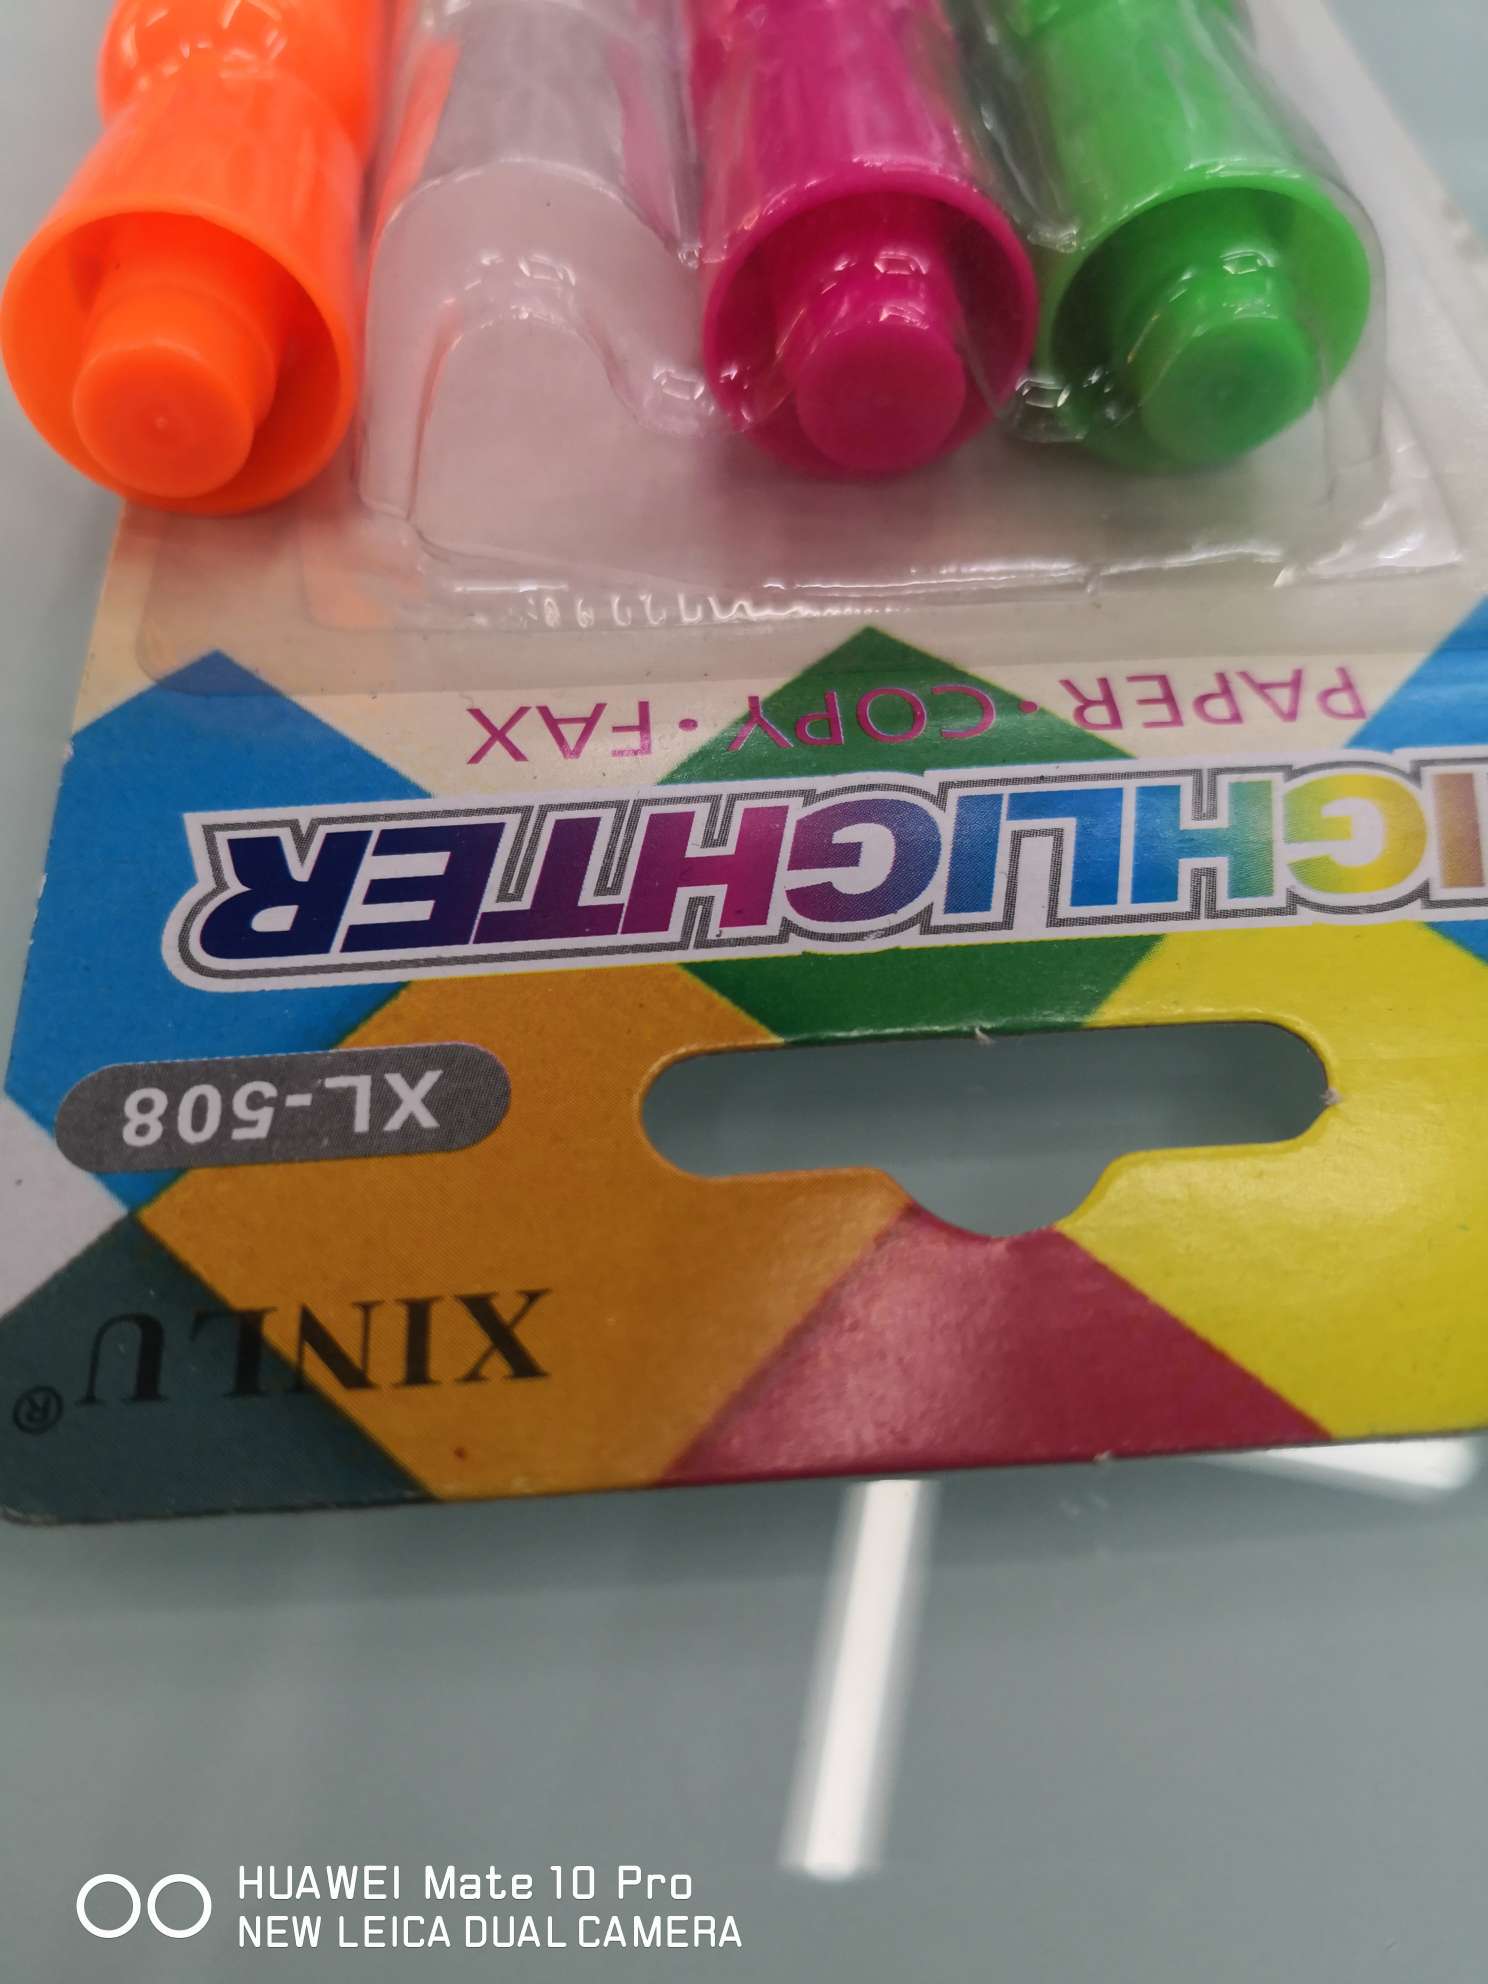 XINLU®
XL-508
IGHLIGHTER
PAPER·COPY·FAX
HUAWEI Mate 10 Pro
NEW LEICA DUAL CAMERA